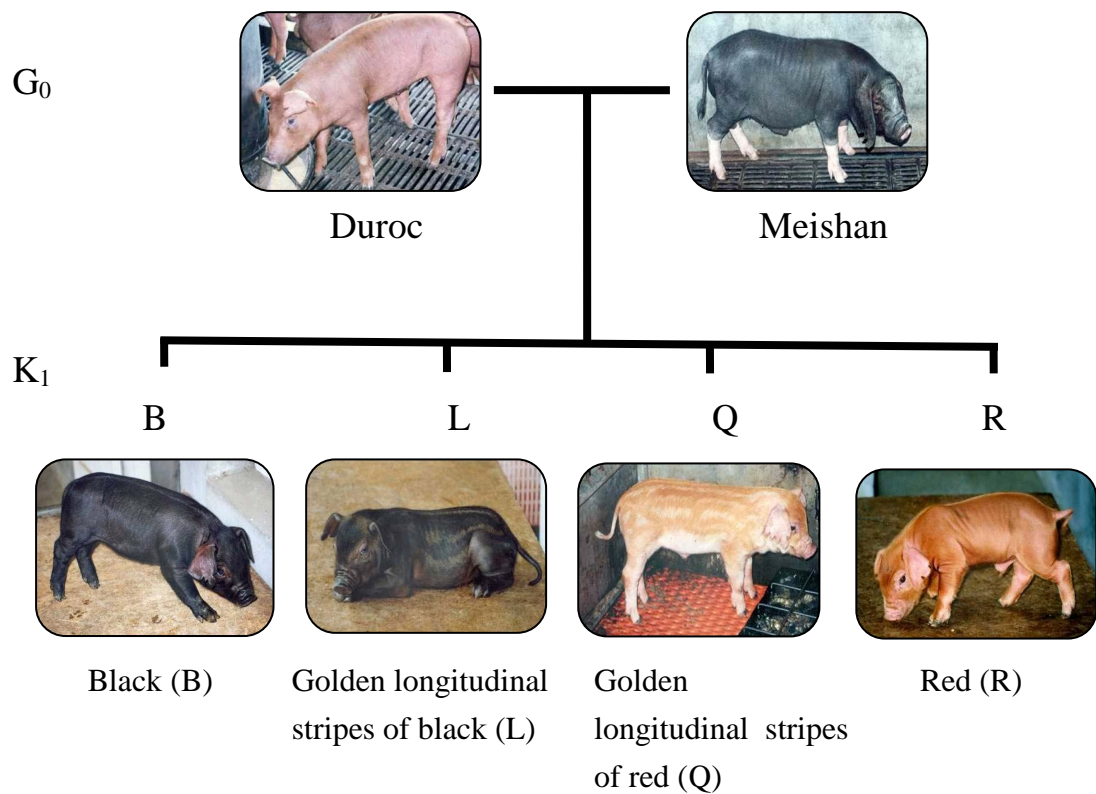 G₀
Duroc
Meishan
K₁
B
L
Q
R
Black (B)
Golden longitudinal
stripes of black (L)
Golden
longitudinal stripes
of red (Q)
Red (R)